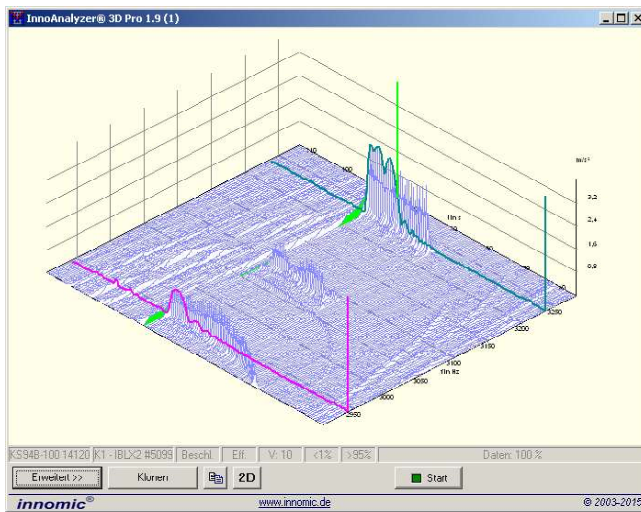 InnoAnalyzer® 3D Pro 1.9 (1)
m/s²
3,2
2,4
1,6
0,8
110
100
t in s
3250
3200
3150
3100
f in Hz
3050
3000
2950
KS94B-100 14120 K1 - IBLX2 #5099 Beschl. Eff. V: 10 <1% >95% Daten: 100 %
Erweitert >> 2D Start
innomic® www.innomic.de © 2003-2015